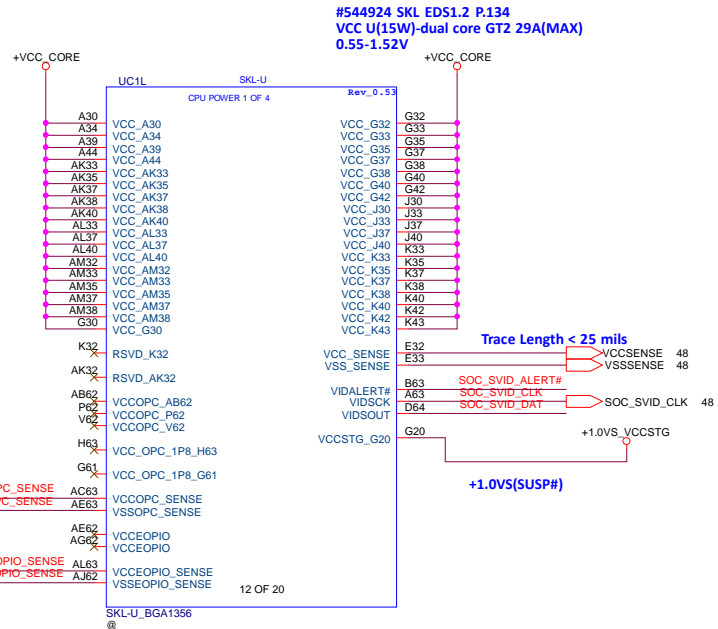 #544924 SKL EDS1.2 P.134
VCC U(15W)-dual core GT2 29A(MAX)
0.55-1.52V
+VCC_CORE
+VCC_CORE
UC1L
SKL-U
Rev_0.53
CPU POWER 1 OF 4
A30 VCC_A30 VCC_G32 G32
A34 VCC_A34 VCC_G33 G33
A39 VCC_A39 VCC_G35 G35
A44 VCC_A44 VCC_G37 G37
AK33 VCC_AK33 VCC_G38 G38
AK35 VCC_AK35 VCC_G40 G40
AK37 VCC_AK37 VCC_G42 G42
AK38 VCC_AK38 VCC_J30 J30
AK40 VCC_AK40 VCC_J33 J33
AL33 VCC_AL33 VCC_J37 J37
AL37 VCC_AL37 VCC_J40 J40
AL40 VCC_AL40 VCC_K33 K33
AM32 VCC_AM32 VCC_K35 K35
AM33 VCC_AM33 VCC_K37 K37
AM35 VCC_AM35 VCC_K38 K38
AM37 VCC_AM37 VCC_K40 K40
AM38 VCC_AM38 VCC_K42 K42
G30 VCC_G30 VCC_K43 K43
Trace Length < 25 mils
K32 RSVD_K32 VCC_SENSE E32 VCCSENSE 48
VSS_SENSE E33 VSSSENSE 48
AK32 RSVD_AK32
VIDALERT# B63 SOC_SVID_ALERT#
AB62 VCCOPC_AB62 VIDSCK A63 SOC_SVID_CLK SOC_SVID_CLK 48
P62 VCCOPC_P62 VIDSOUT D64 SOC_SVID_DAT
V62 VCCOPC_V62
VCCSTG_G20 G20 +1.0VS_VCCSTG
H63 VCC_OPC_1P8_H63
G61 VCC_OPC_1P8_G61
+1.0VS(SUSP#)
PC_SENSE AC63 VCCOPC_SENSE
PC_SENSE AE63 VSSOPC_SENSE
AE62 VCCEOPIO
AG62 VCCEOPIO
OPIO_SENSE AL63 VCCEOPIO_SENSE
OPIO_SENSE AJ62 VSSEOPIO_SENSE
12 OF 20
SKL-U_BGA1356
@